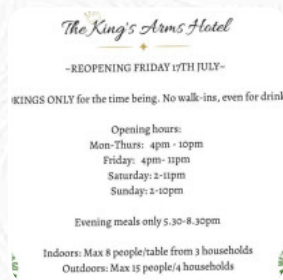 The King's Arms Hotel
~REOPENING FRIDAY 17TH JULY~
KINGS ONLY for the time being. No walk-ins, even for drink
Opening hours:
Mon-Thurs: 4pm - 10pm
Friday: 4pm- 11pm
Saturday: 2-11pm
Sunday: 2-10pm
Evening meals only 5.30-8.30pm
Indoors: Max 8 people/table from 3 households
Outdoors: Max 15 people/4 households